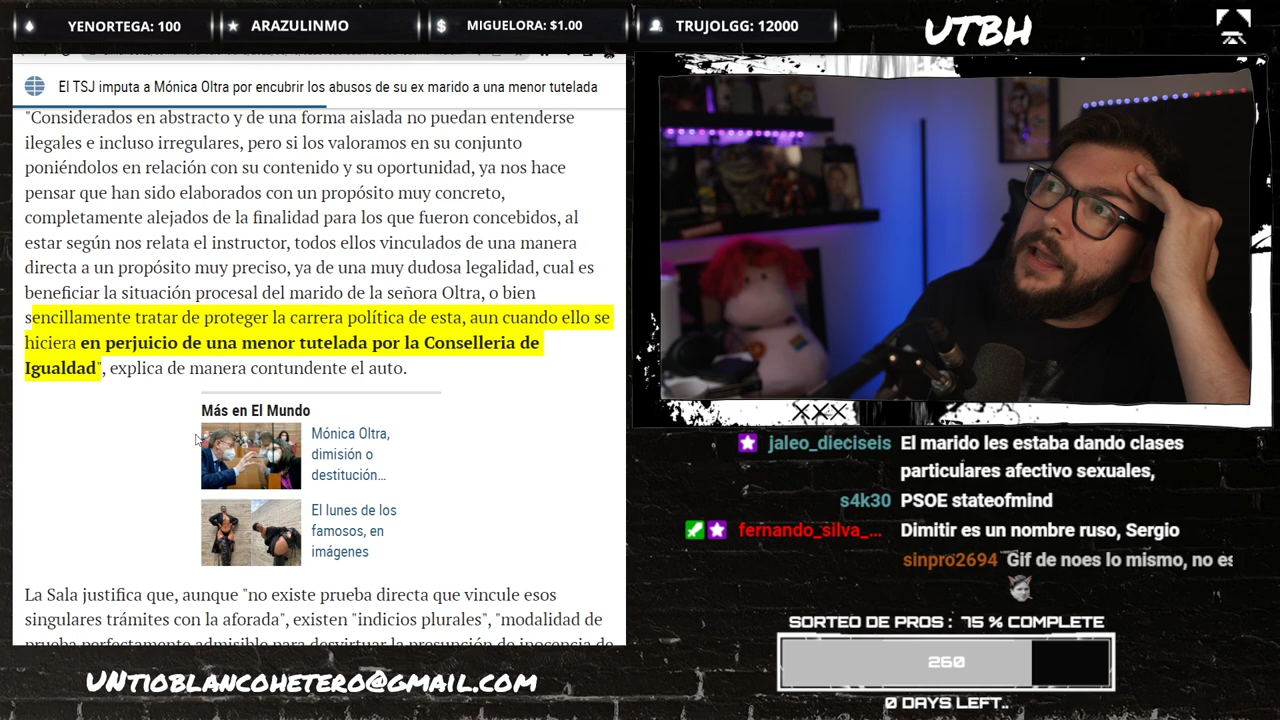 YENORTEGA: 100
ARAZULINMO
MIGUELORA: $1.00
TRUJOLGG: 12000
UTBH
El TSJ imputa a Mónica Oltra por encubrir los abusos de su ex marido a una menor tutelada
"Considerados en abstracto y de una forma aislada no puedan entenderse
ilegales e incluso irregulares, pero si los valoramos en su conjunto
poniéndolos en relación con su contenido y su oportunidad, ya nos hace
pensar que han sido elaborados con un propósito muy concreto,
completamente alejados de la finalidad para los que fueron concebidos, al
estar según nos relata el instructor, todos ellos vinculados de una manera
directa a un propósito muy preciso, ya de una muy dudosa legalidad, cual es
beneficiar la situación procesal del marido de la señora Oltra, o bien
sencillamente tratar de proteger la carrera política de esta, aun cuando ello se
hiciera en perjuicio de una menor tutelada por la Conselleria de
Igualdad", explica de manera contundente el auto.
Más en El Mundo
Mónica Oltra,
dimisión o
destitución...
El lunes de los
famosos, en
imágenes
La Sala justifica que, aunque "no existe prueba directa que vincule esos
singulares trámites con la aforada", existen "indicios plurales", "modalidad de
prueba perfectamente admisible para desvirtuar la presunción de inocencia de
UNTIOBLANCOHETERO@GMAIL.COM
jaleo_dieciseis El marido les estaba dando clases
particulares afectivo sexuales,
s4k30 PSOE stateofmind
fernando_silva_... Dimitir es un nombre ruso, Sergio
sinpro2694 Gif de noes lo mismo, no es
SORTEO DE PROS : 75 % COMPLETE
260
0 DAYS LEFT..